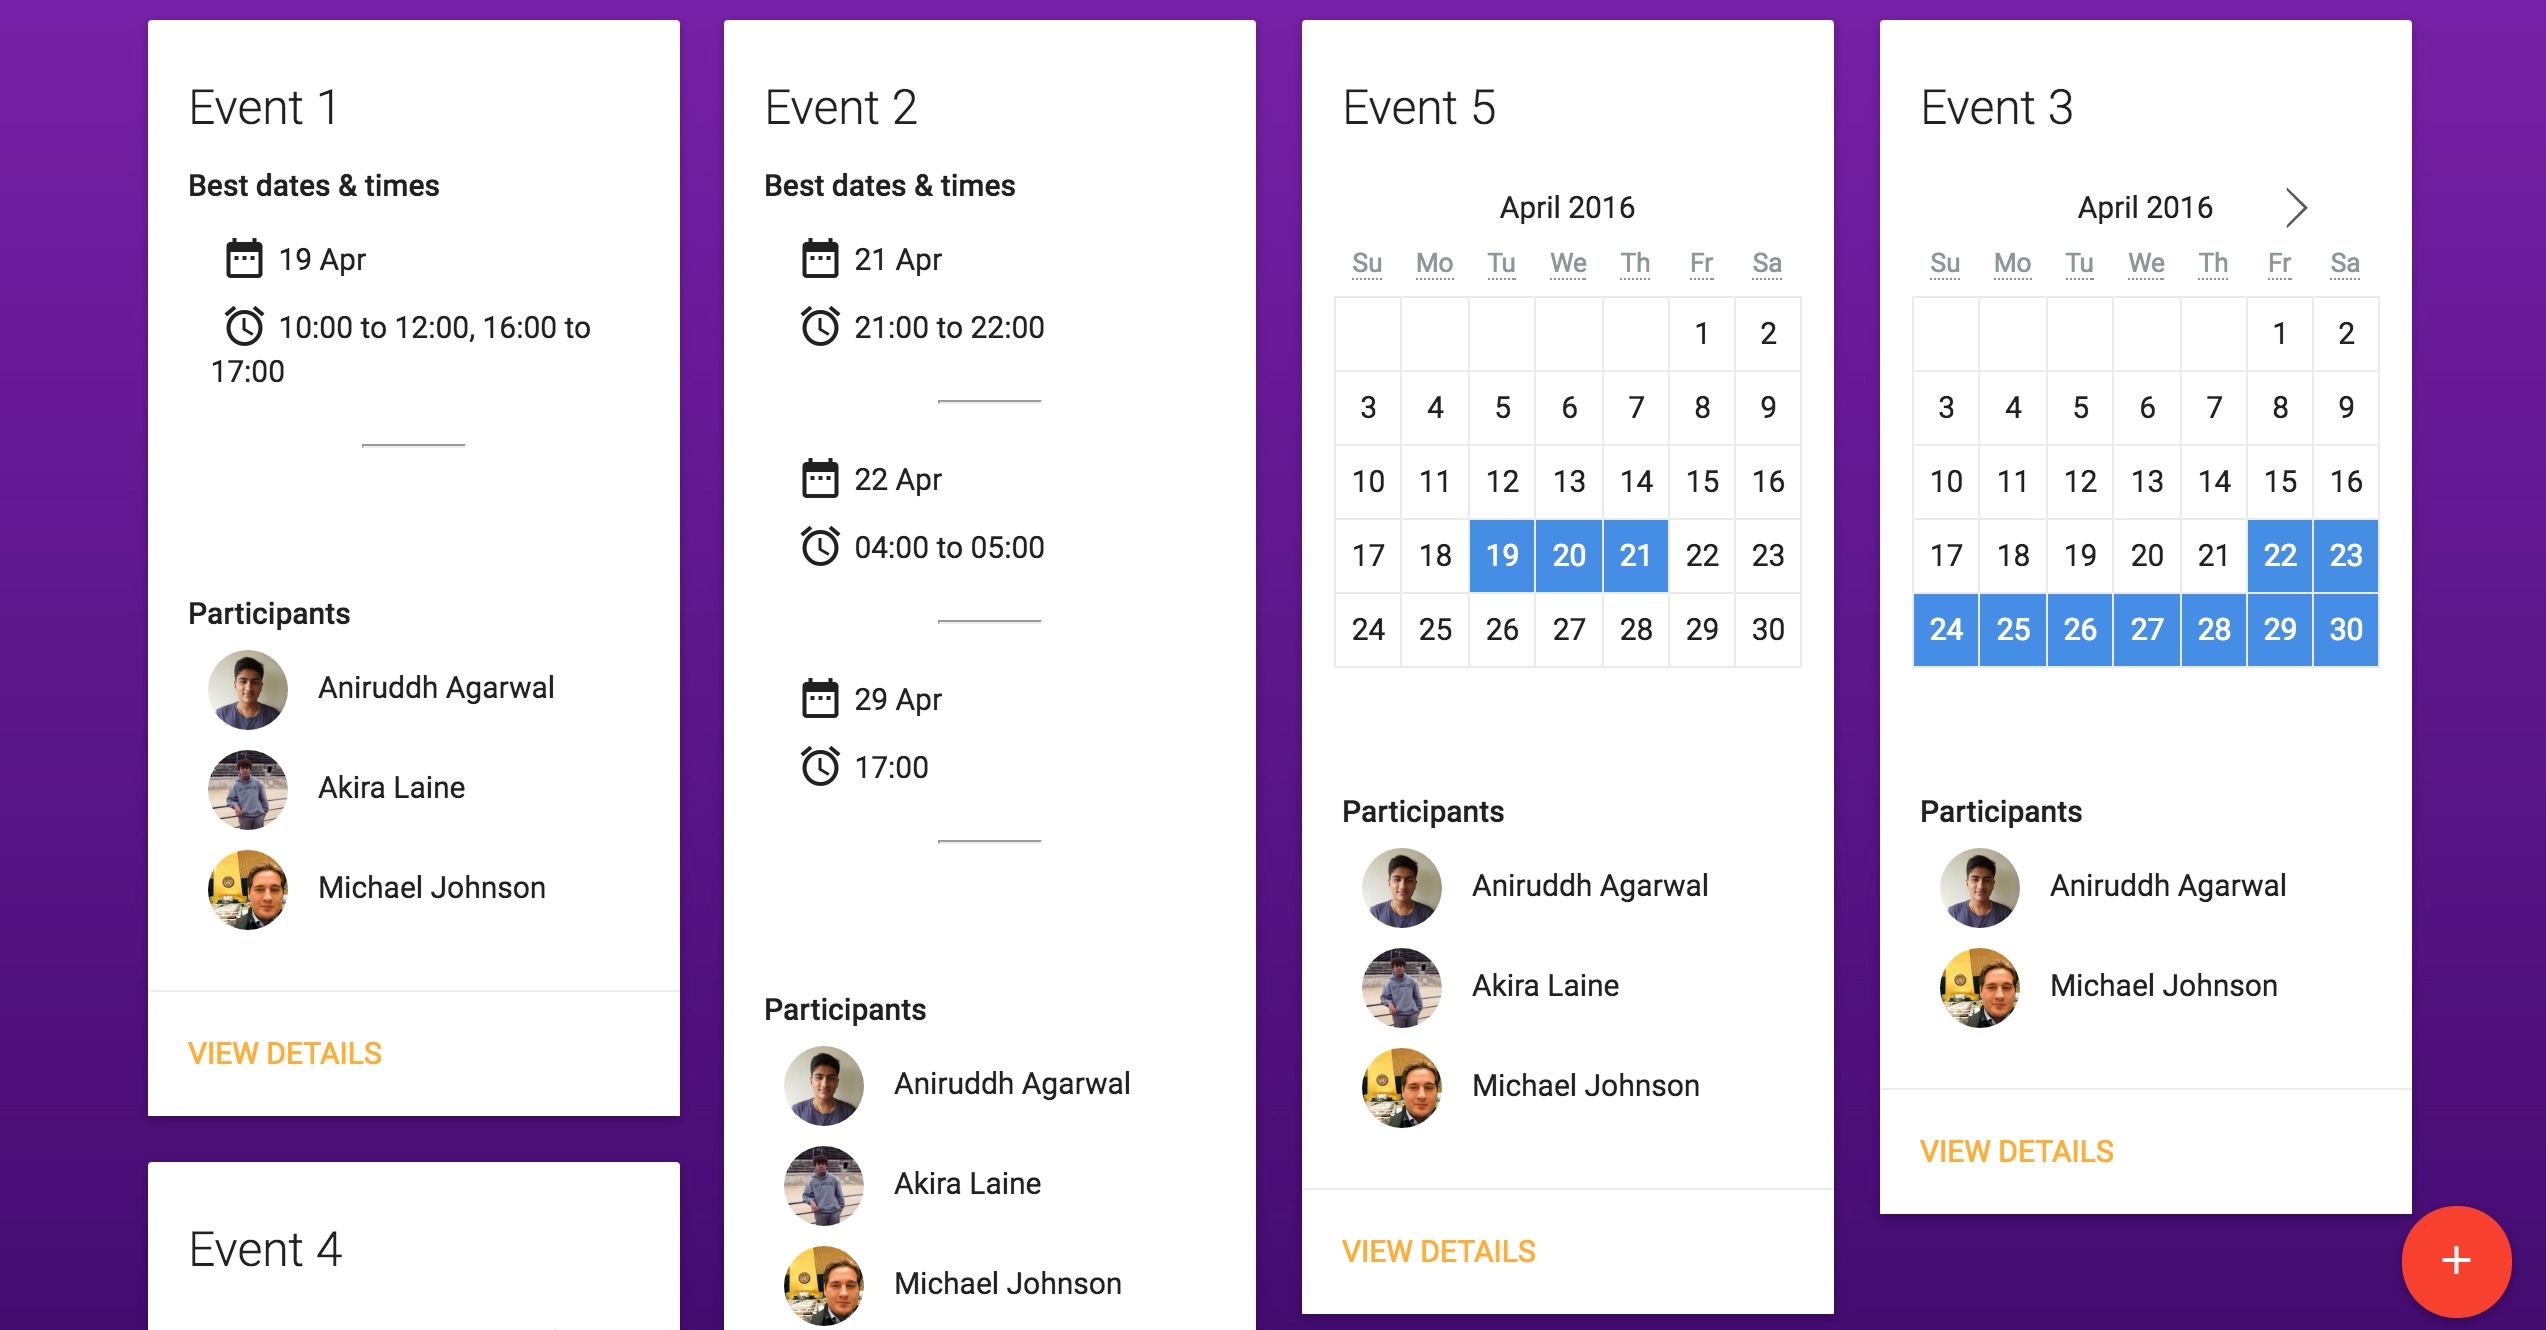 Event 1
Best dates & times
19 Apr
10:00 to 12:00, 16:00 to
17:00
Participants
Aniruddh Agarwal
Akira Laine
Michael Johnson
VIEW DETAILS
Event 4
Event 2
Best dates & times
21 Apr
21:00 to 22:00
22 Apr
04:00 to 05:00
29 Apr
17:00
Participants
Aniruddh Agarwal
Akira Laine
Michael Johnson
Event 5
April 2016
Su Mo Tu We Th Fr Sa
1 2
3 4 5 6 7 8 9
10 11 12 13 14 15 16
17 18 19 20 21 22 23
24 25 26 27 28 29 30
Participants
Aniruddh Agarwal
Akira Laine
Michael Johnson
VIEW DETAILS
Event 3
April 2016
Su Mo Tu We Th Fr Sa
1 2
3 4 5 6 7 8 9
10 11 12 13 14 15 16
17 18 19 20 21 22 23
24 25 26 27 28 29 30
Participants
Aniruddh Agarwal
Michael Johnson
VIEW DETAILS
+